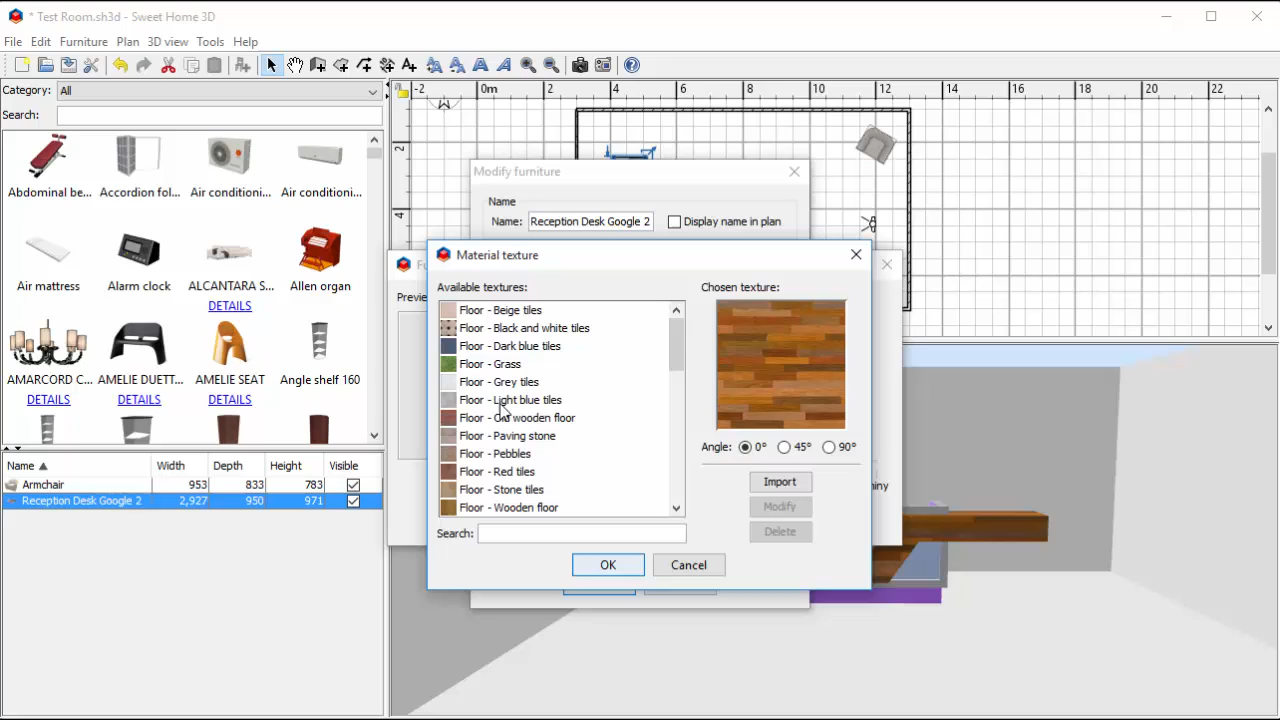 * Test Room.sh3d - Sweet Home 3D
File Edit Furniture Plan 3D view Tools Help
Category: All
Search:
Abdominal be... Accordion fol... Air conditioni... Air conditioni...
Air mattress Alarm clock ALCANTARA S... Allen organ
DETAILS
AMARCORD C... AMELIE DUETT... AMELIE SEAT Angle shelf 160
DETAILS DETAILS DETAILS
Name Width Depth Height Visible
Armchair 953 833 783
Reception Desk Google 2 2,927 950 971
-2 0m 2 4 6 8 10 12 14 16 18 20 22
2
4
Modify furniture
Name
Name: Reception Desk Google 2 Display name in plan
Previe
Material texture
Available textures:
Floor - Beige tiles
Floor - Black and white tiles
Floor - Dark blue tiles
Floor - Grass
Floor - Grey tiles
Floor - Light blue tiles
Floor - Old wooden floor
Floor - Paving stone
Floor - Pebbles
Floor - Red tiles
Floor - Stone tiles
Floor - Wooden floor
Search:
Chosen texture:
Angle: 0° 45° 90°
Import
Modify
Delete
OK Cancel
iny